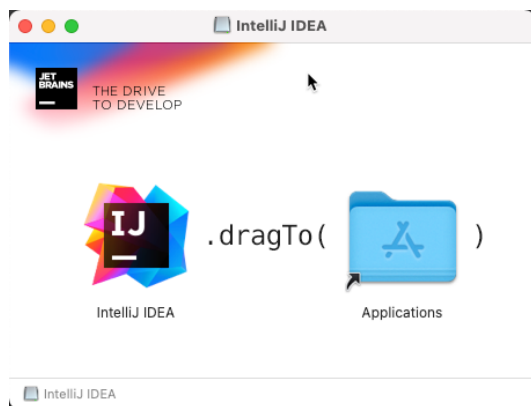 IntelliJ IDEA
JET
BRAINS
THE DRIVE
TO DEVELOP
IJ
.dragTo( )
IntelliJ IDEA
Applications
IntelliJ IDEA